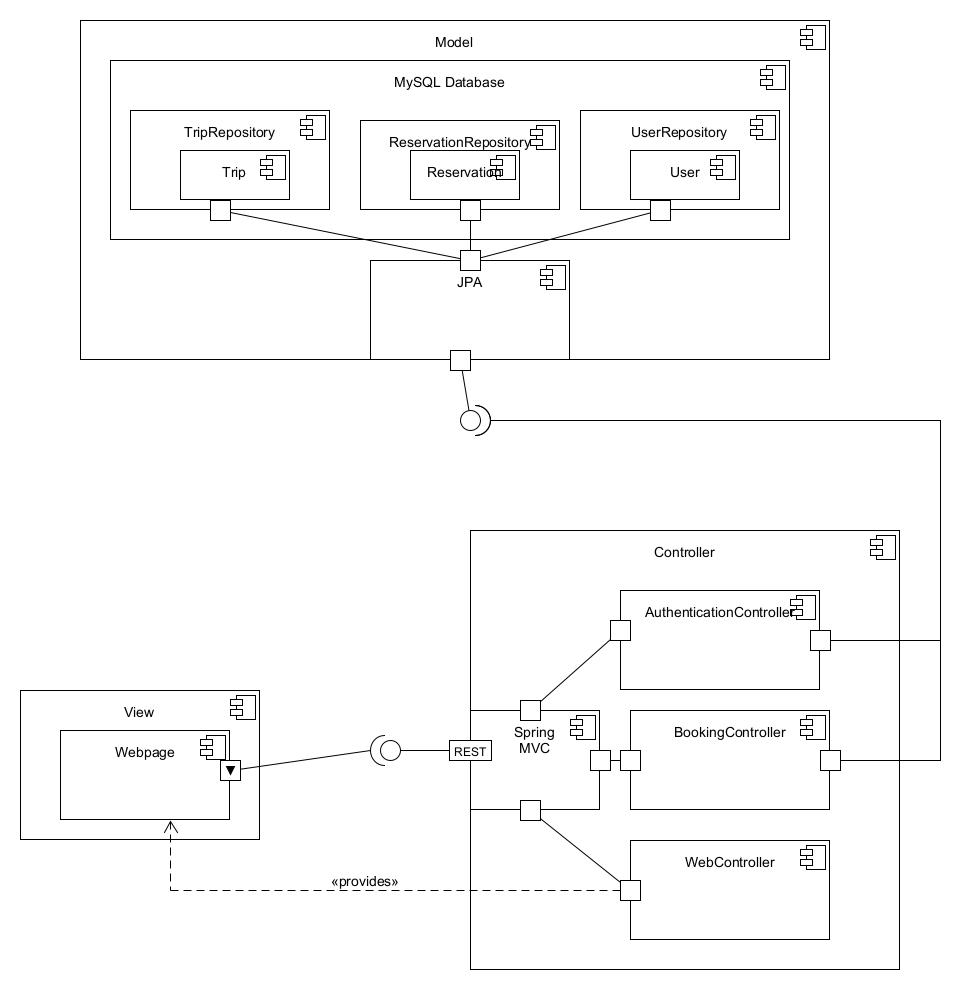 Model
MySQL Database
TripRepository
ReservationRepository
UserRepository
Trip
Reservation
User
JPA
Controller
AuthenticationController
View
Spring
MVC
BookingController
Webpage
REST
WebController
«provides»